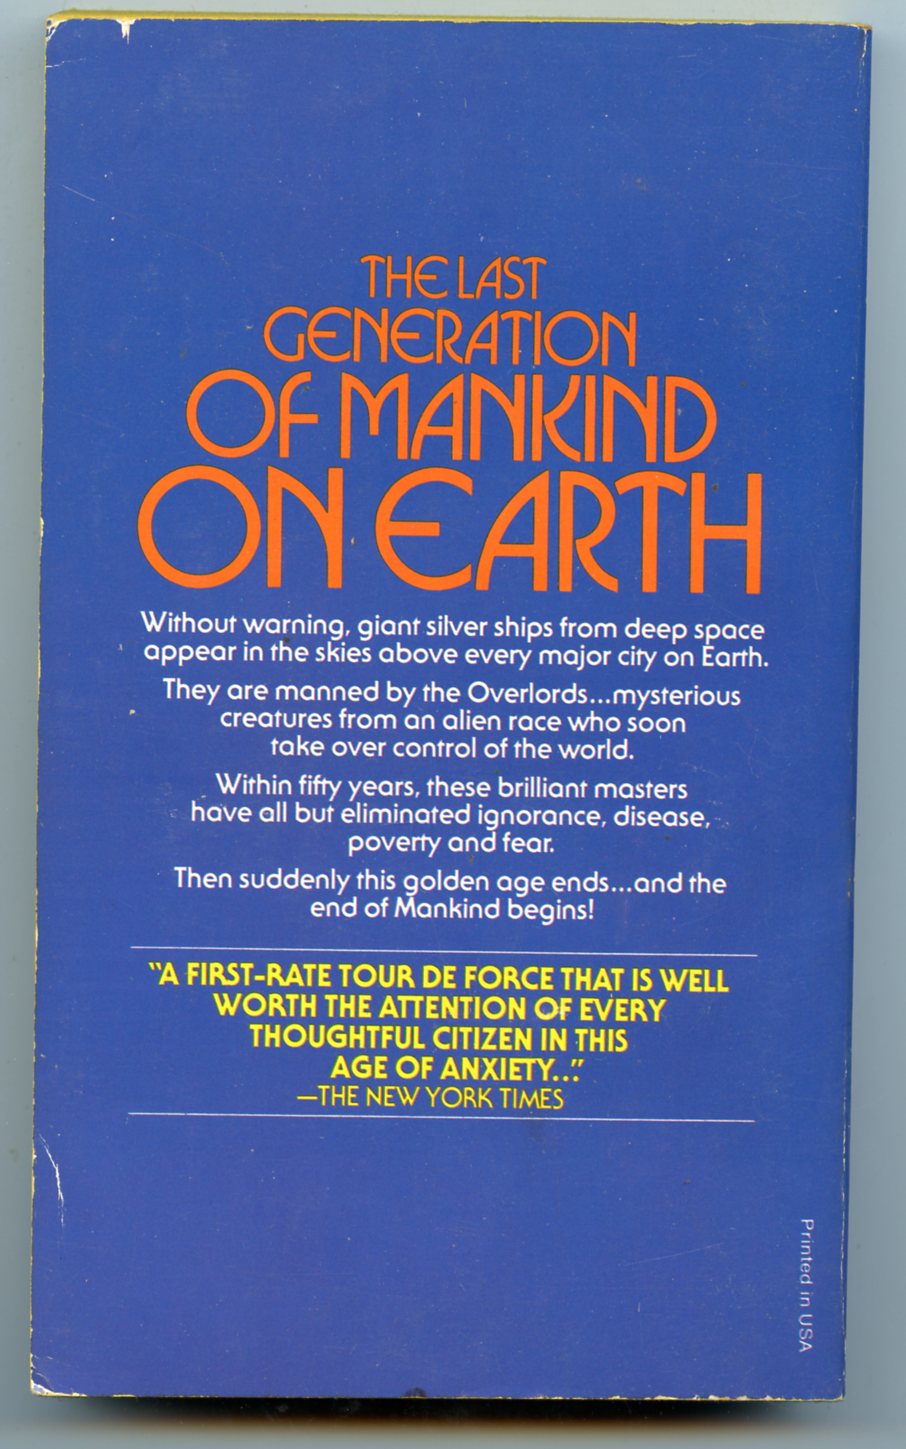 THE LAST
GENERATION
OF MANKIND
ON EARTH
Without warning, giant silver ships from deep space
appear in the skies above every major city on Earth.
They are manned by the Overlords...mysterious
creatures from an alien race who soon
take over control of the world.
Within fifty years, these brilliant masters
have all but eliminated ignorance, disease,
poverty and fear.
Then suddenly this golden age ends...and the
end of Mankind begins!
"A FIRST-RATE TOUR DE FORCE THAT IS WELL
WORTH THE ATTENTION OF EVERY
THOUGHTFUL CITIZEN IN THIS
AGE OF ANXIETY..."
—THE NEW YORK TIMES
Printed in USA